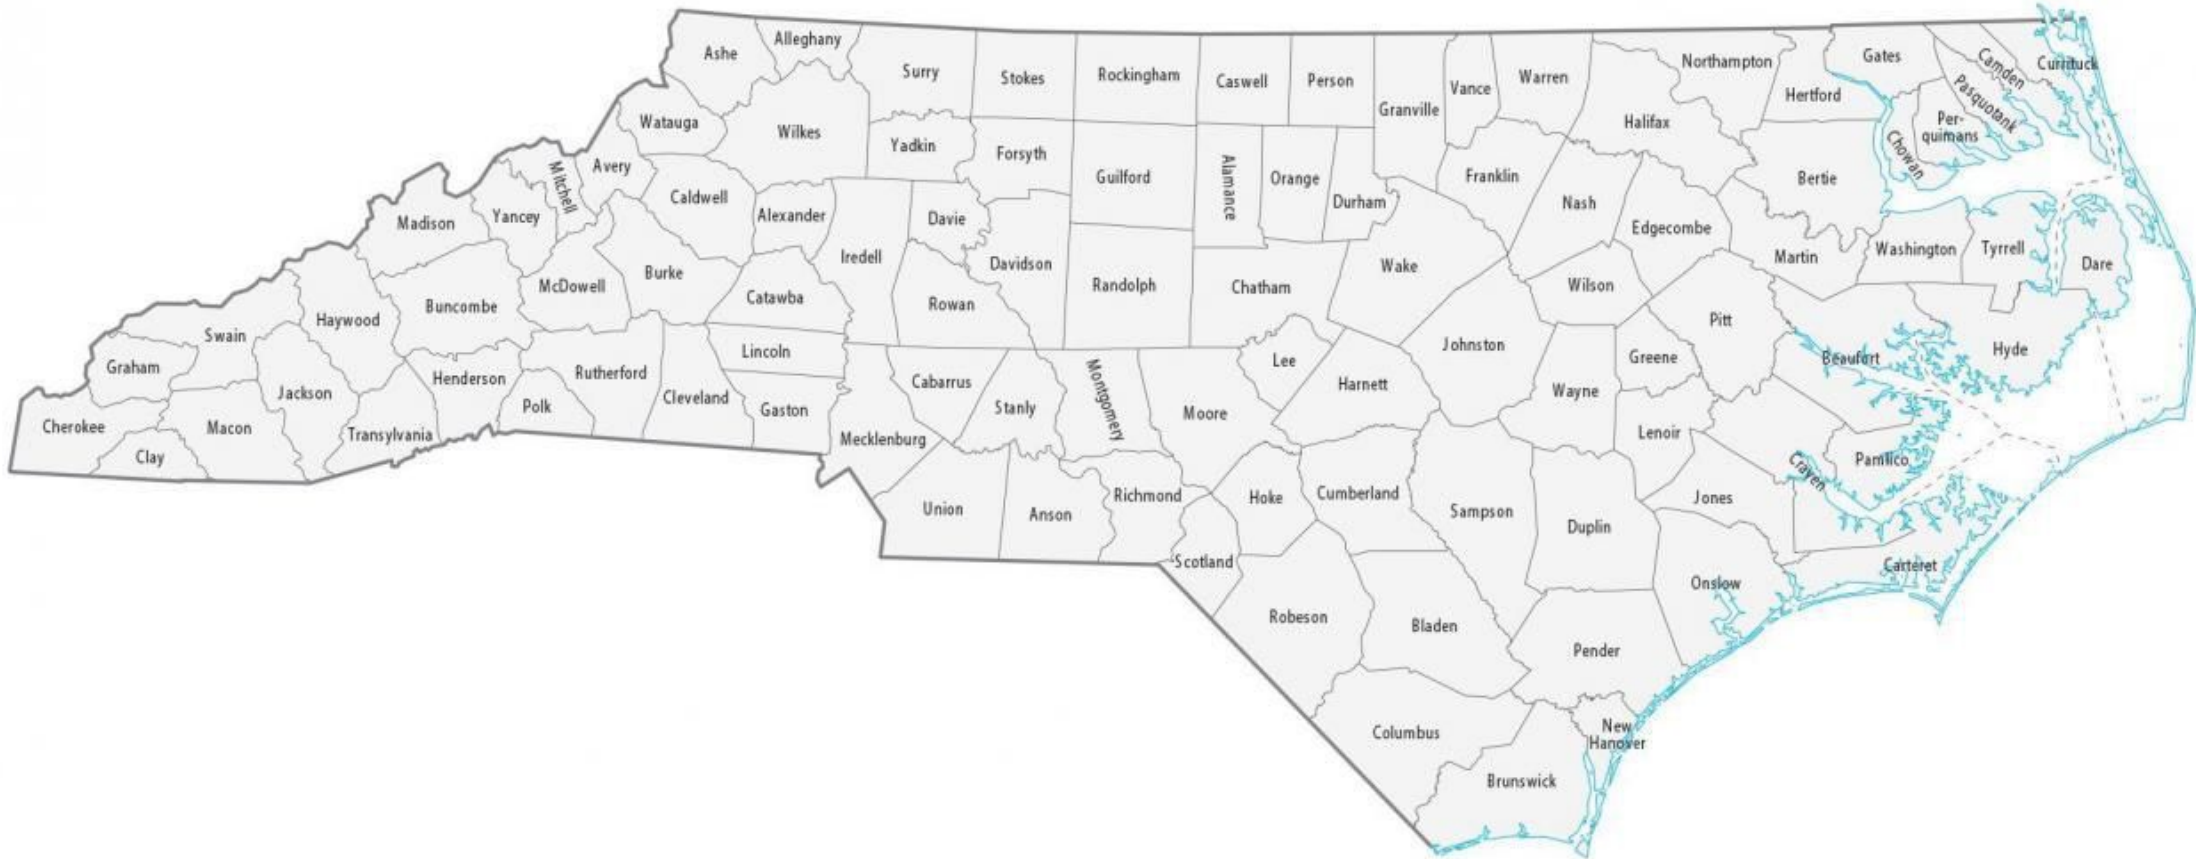 Ashe
Alleghany
Surry
Stokes
Rockingham
Caswell
Person
Granville
Vance
Warren
Northampton
Hertford
Gates
Camden
Currituck
Pasquotank
Per-
quimans
Chowan
Watauga
Wilkes
Yadkin
Forsyth
Guilford
Alamance
Orange
Durham
Franklin
Halifax
Nash
Edgecombe
Bertie
Martin
Washington
Tyrrell
Dare
Madison
Yancey
Mitchell
Avery
Caldwell
Alexander
Iredell
Davie
Davidson
Randolph
Chatham
Wake
Wilson
Pitt
Swain
Haywood
Buncombe
McDowell
Burke
Catawba
Rowan
Johnston
Greene
Beaufort
Hyde
Graham
Jackson
Henderson
Rutherford
Lincoln
Cabarrus
Stanly
Montgomery
Moore
Lee
Harnett
Wayne
Cherokee
Clay
Macon
Transylvania
Polk
Cleveland
Gaston
Mecklenburg
Lenoir
Craven
Pamlico
Union
Anson
Richmond
Hoke
Cumberland
Sampson
Duplin
Jones
Scotland
Robeson
Bladen
Pender
Onslow
Carteret
Columbus
Brunswick
New
Hanover